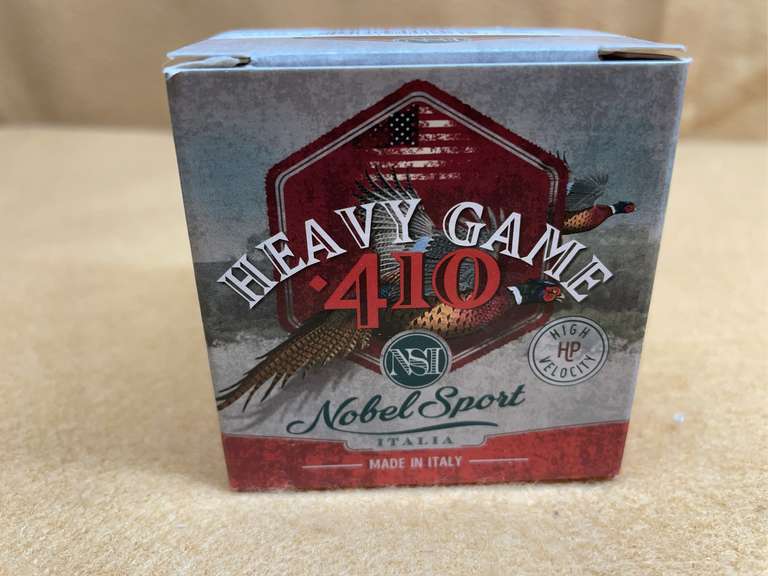 HEAVY GAME
.410
HIGH
HP
VELOCITY
NSI
Nobel Sport
ITALIA
MADE IN ITALY